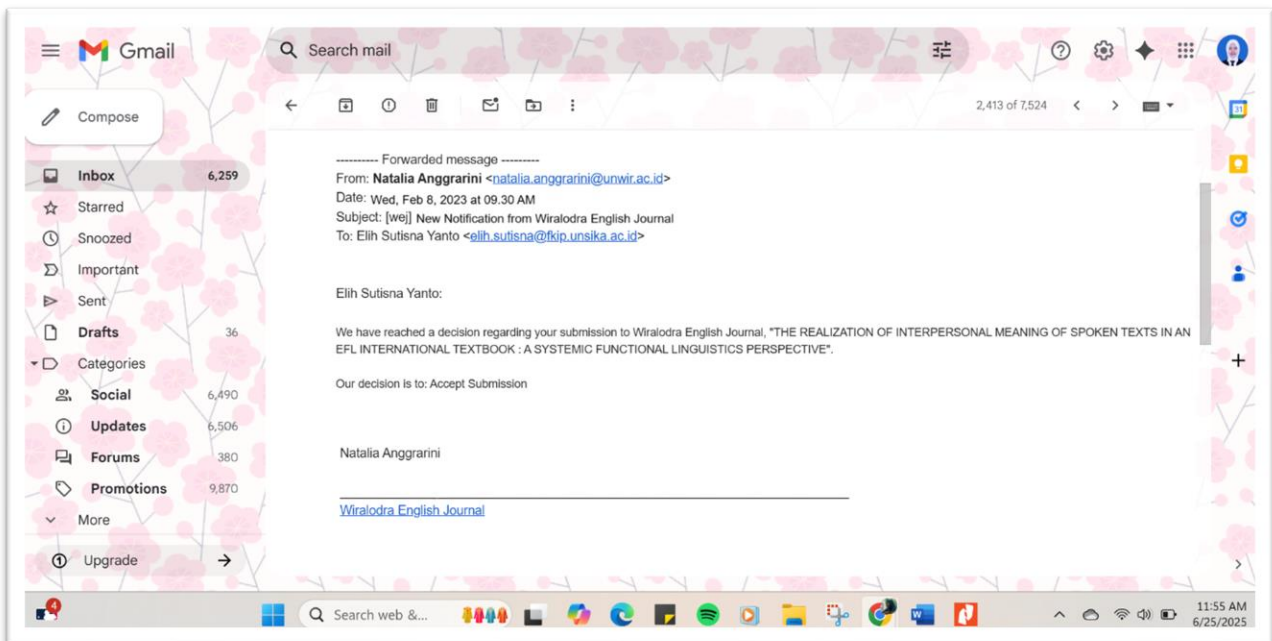 Gmail
Search mail
Compose
2,413 of 7,524
Inbox 6,259
Starred
Snoozed
Important
Sent
Drafts 36
Categories
Social 6,490
Updates 6,506
Forums 380
Promotions 9,870
More
Upgrade
---------- Forwarded message ---------
From: Natalia Anggrarini <natalia.anggrarini@unwir.ac.id>
Date: Wed, Feb 8, 2023 at 09.30 AM
Subject: [wej] New Notification from Wiralodra English Journal
To: Elih Sutisna Yanto <elih.sutisna@fkip.unsika.ac.id>
Elih Sutisna Yanto:
We have reached a decision regarding your submission to Wiralodra English Journal, "THE REALIZATION OF INTERPERSONAL MEANING OF SPOKEN TEXTS IN AN
EFL INTERNATIONAL TEXTBOOK : A SYSTEMIC FUNCTIONAL LINGUISTICS PERSPECTIVE".
Our decision is to: Accept Submission
Natalia Anggrarini
Wiralodra English Journal
31
4
Search web &...
11:55 AM
6/25/2025